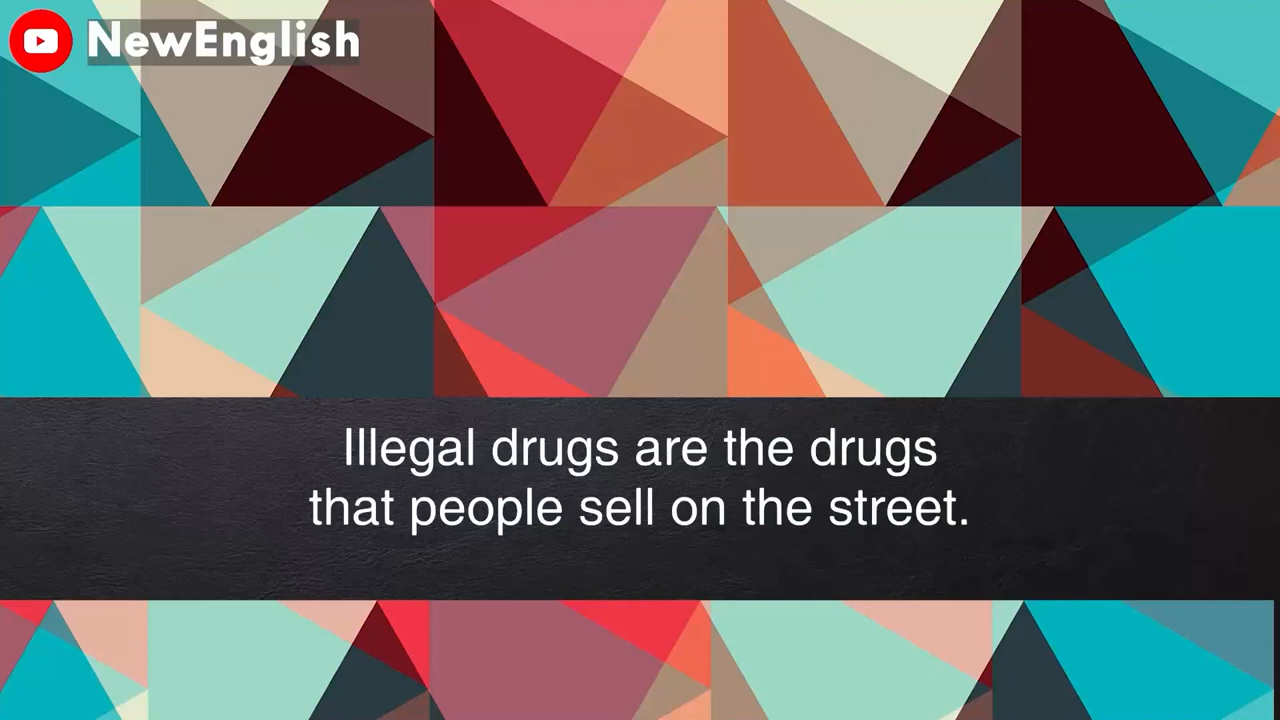 NewEnglish
Illegal drugs are the drugs
that people sell on the street.